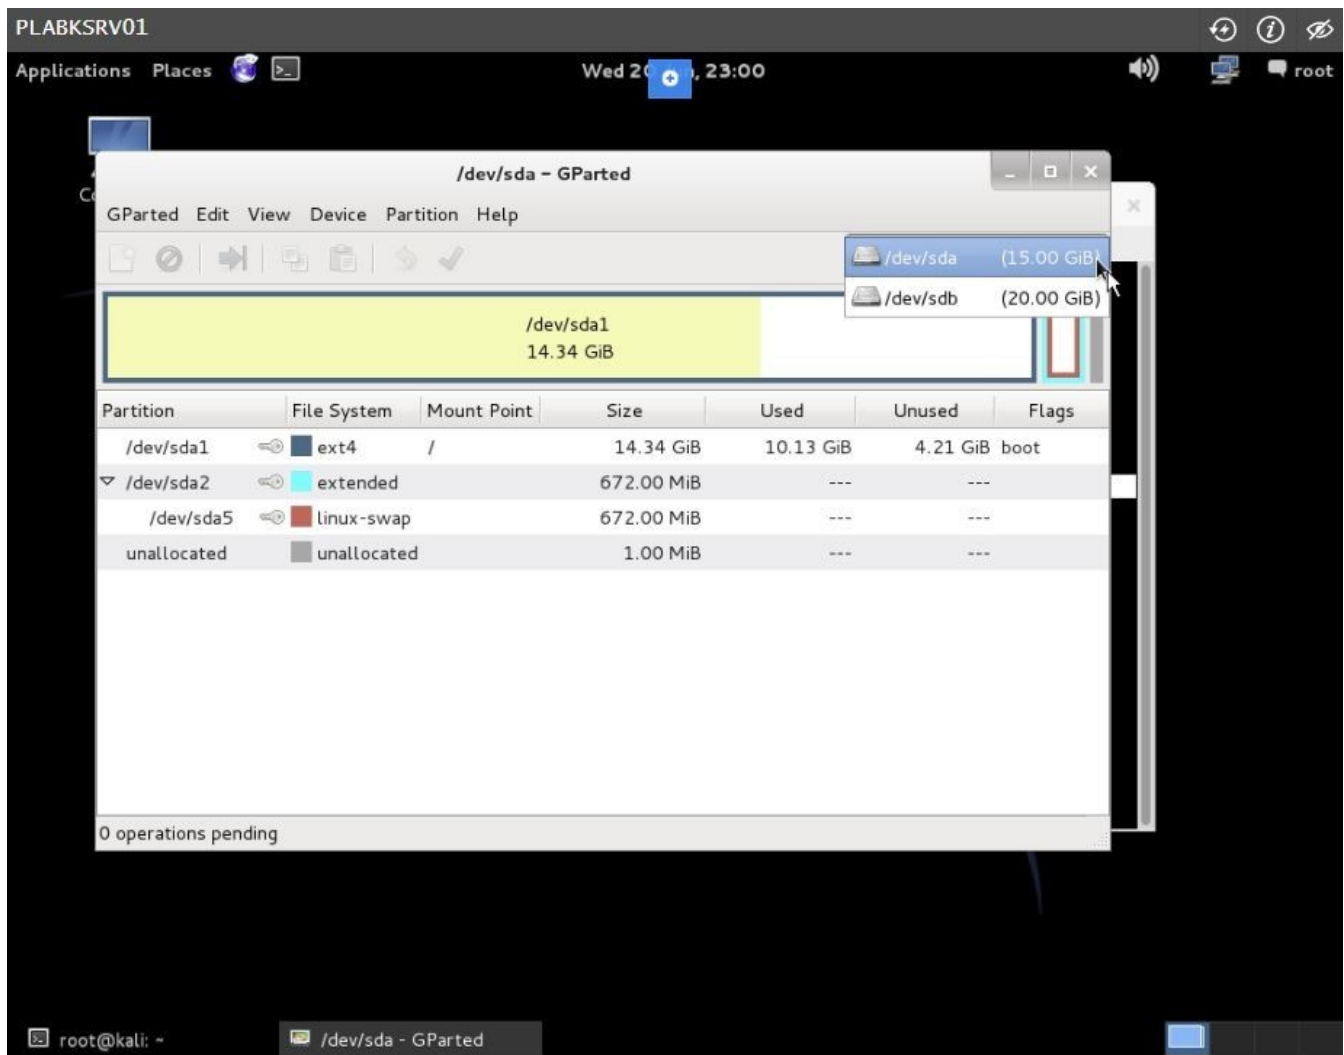 PLABKSRV01
Applications Places Wed 20 , 23:00 root
/dev/sda – GParted
GParted Edit View Device Partition Help
/dev/sda (15.00 GiB)
/dev/sdb (20.00 GiB)
/dev/sda1
14.34 GiB
Partition File System Mount Point Size Used Unused Flags
/dev/sda1 ext4 / 14.34 GiB 10.13 GiB 4.21 GiB boot
/dev/sda2 extended 672.00 MiB --- ---
/dev/sda5 linux-swap 672.00 MiB --- ---
unallocated unallocated 1.00 MiB --- ---
0 operations pending
root@kali: ~ /dev/sda - GParted